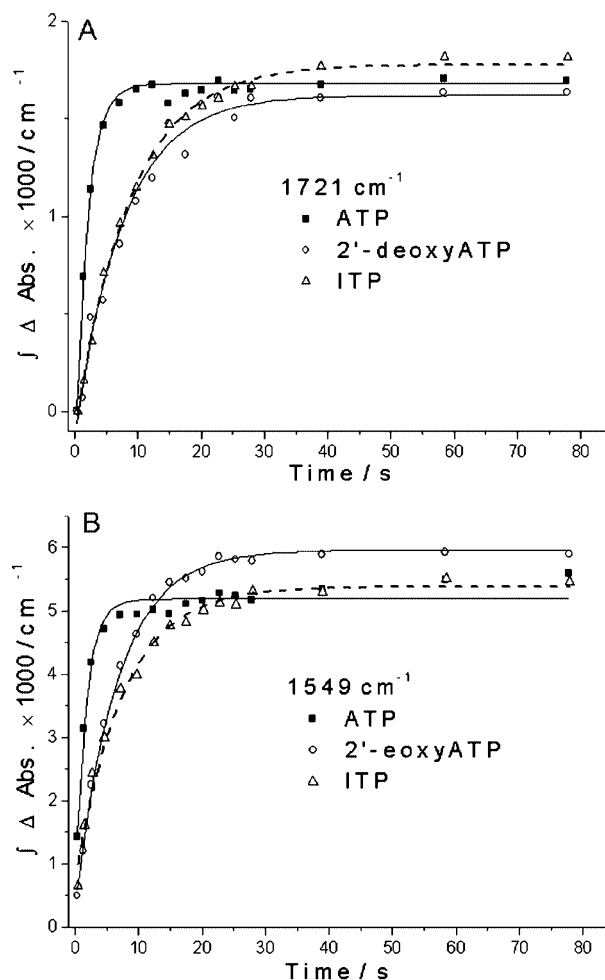 A
2
1
0
∫ Δ Abs. ×1000/cm⁻¹
1721 cm⁻¹
■ ATP
○ 2'-deoxyATP
△ ITP
0 10 20 30 40 50 60 70 80
Time / s
B
6
5
4
3
2
1
0
∫ Δ Abs. ×1000/cm⁻¹
1549 cm⁻¹
■ ATP
○ 2'-eoxyATP
△ ITP
0 10 20 30 40 50 60 70 80
Time / s